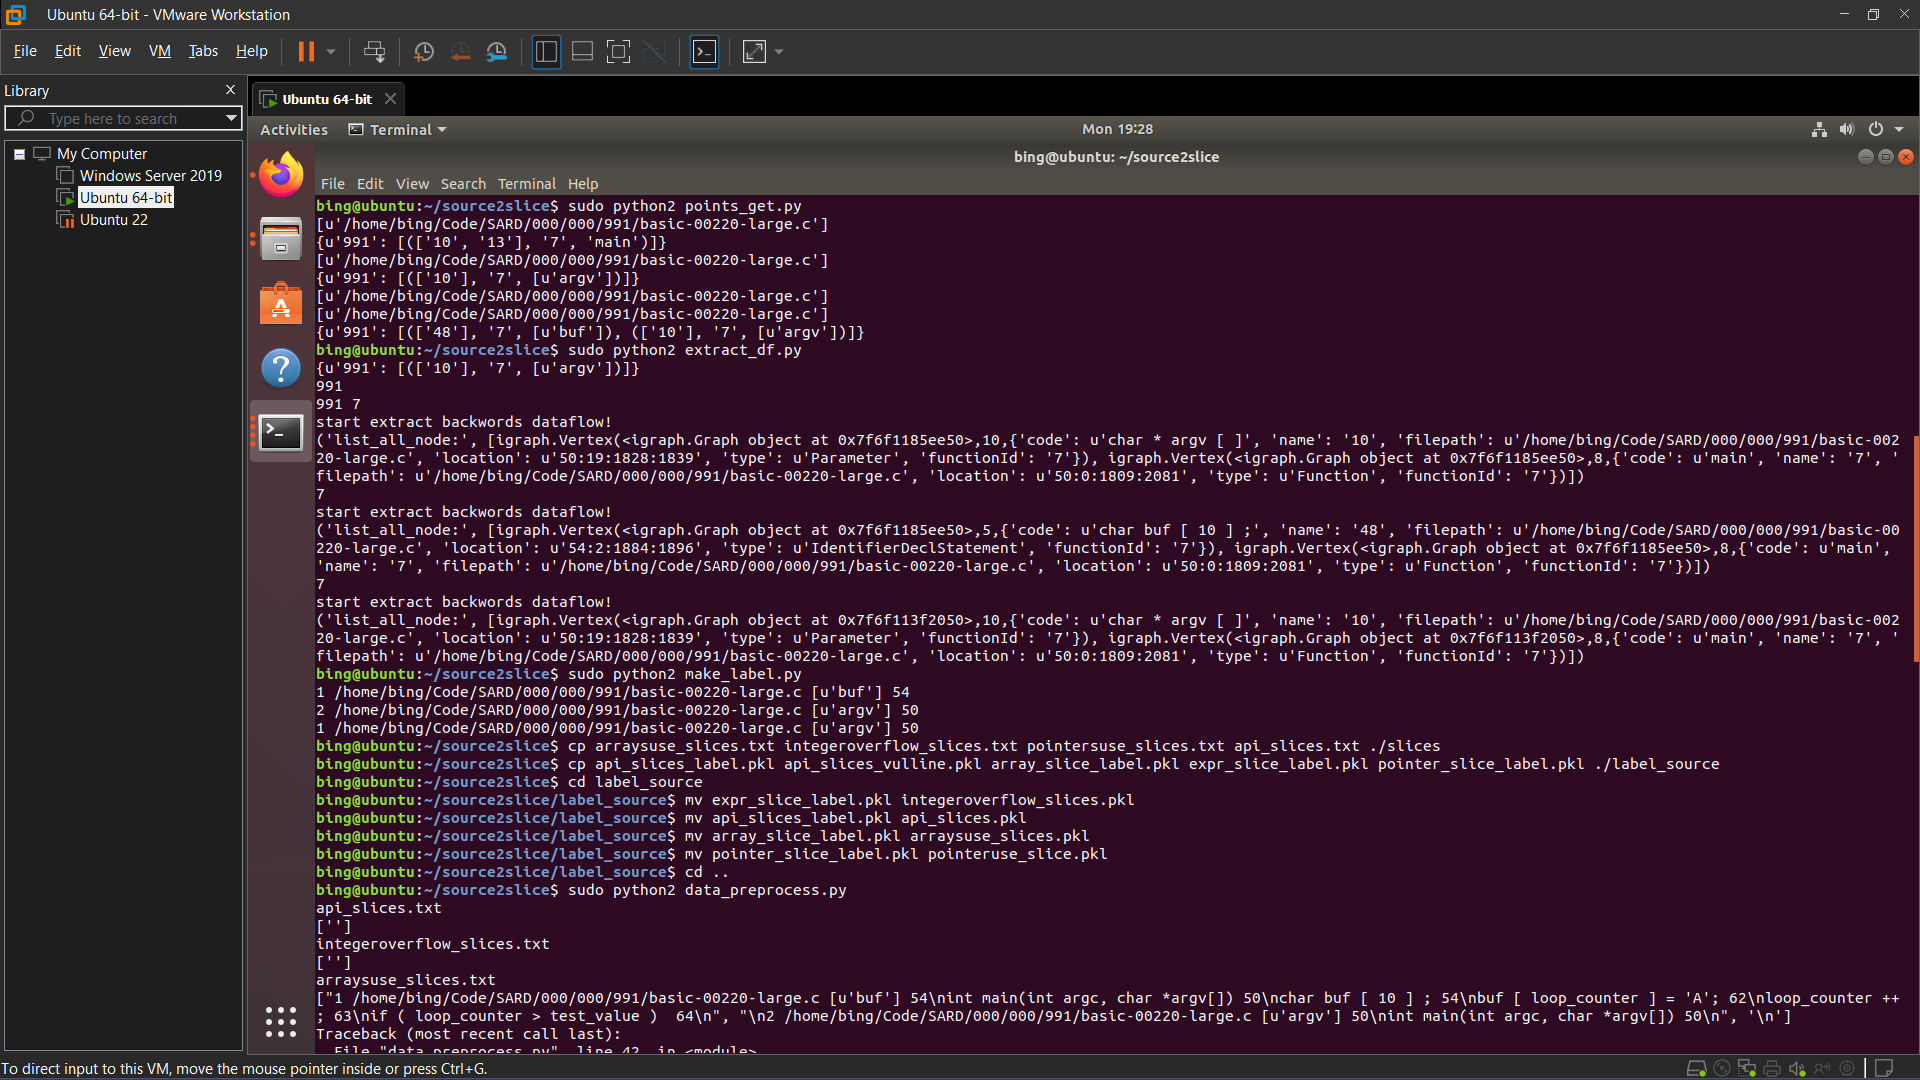 Ubuntu 64-bit - VMware Workstation
File Edit View VM Tabs Help
Library
Type here to search
My Computer
Windows Server 2019
Ubuntu 64-bit
Ubuntu 22
Ubuntu 64-bit
Activities Terminal Mon 19:28
bing@ubuntu: ~/source2slice
File Edit View Search Terminal Help
bing@ubuntu:~/source2slice$ sudo python2 points_get.py
[u'/home/bing/Code/SARD/000/000/991/basic-00220-large.c']
{u'991': [(['10', '13'], '7', 'main')]}
[u'/home/bing/Code/SARD/000/000/991/basic-00220-large.c']
{u'991': [(['10'], '7', [u'argv'])]}
[u'/home/bing/Code/SARD/000/000/991/basic-00220-large.c']
[u'/home/bing/Code/SARD/000/000/991/basic-00220-large.c']
{u'991': [(['48'], '7', [u'buf']), (['10'], '7', [u'argv'])]}
bing@ubuntu:~/source2slice$ sudo python2 extract_df.py
{u'991': [(['10'], '7', [u'argv'])]}
991
991 7
start extract backwords dataflow!
('list_all_node:', [igraph.Vertex(<igraph.Graph object at 0x7f6f1185ee50>,10,{'code': u'char * argv [ ]', 'name': '10', 'filepath': u'/home/bing/Code/SARD/000/000/991/basic-002
20-large.c', 'location': u'50:19:1828:1839', 'type': u'Parameter', 'functionId': '7'}), igraph.Vertex(<igraph.Graph object at 0x7f6f1185ee50>,8,{'code': u'main', 'name': '7', '
filepath': u'/home/bing/Code/SARD/000/000/991/basic-00220-large.c', 'location': u'50:0:1809:2081', 'type': u'Function', 'functionId': '7'})])
7
start extract backwords dataflow!
('list_all_node:', [igraph.Vertex(<igraph.Graph object at 0x7f6f1185ee50>,5,{'code': u'char buf [ 10 ] ;', 'name': '48', 'filepath': u'/home/bing/Code/SARD/000/000/991/basic-00
220-large.c', 'location': u'54:2:1884:1896', 'type': u'IdentifierDeclStatement', 'functionId': '7'}), igraph.Vertex(<igraph.Graph object at 0x7f6f1185ee50>,8,{'code': u'main',
'name': '7', 'filepath': u'/home/bing/Code/SARD/000/000/991/basic-00220-large.c', 'location': u'50:0:1809:2081', 'type': u'Function', 'functionId': '7'})])
7
start extract backwords dataflow!
('list_all_node:', [igraph.Vertex(<igraph.Graph object at 0x7f6f113f2050>,10,{'code': u'char * argv [ ]', 'name': '10', 'filepath': u'/home/bing/Code/SARD/000/000/991/basic-002
20-large.c', 'location': u'50:19:1828:1839', 'type': u'Parameter', 'functionId': '7'}), igraph.Vertex(<igraph.Graph object at 0x7f6f113f2050>,8,{'code': u'main', 'name': '7', '
filepath': u'/home/bing/Code/SARD/000/000/991/basic-00220-large.c', 'location': u'50:0:1809:2081', 'type': u'Function', 'functionId': '7'})])
bing@ubuntu:~/source2slice$ sudo python2 make_label.py
1 /home/bing/Code/SARD/000/000/991/basic-00220-large.c [u'buf'] 54
2 /home/bing/Code/SARD/000/000/991/basic-00220-large.c [u'argv'] 50
1 /home/bing/Code/SARD/000/000/991/basic-00220-large.c [u'argv'] 50
bing@ubuntu:~/source2slice$ cp arraysuse_slices.txt integeroverflow_slices.txt pointersuse_slices.txt api_slices.txt ./slices
bing@ubuntu:~/source2slice$ cp api_slices_label.pkl api_slices_vulline.pkl array_slice_label.pkl expr_slice_label.pkl pointer_slice_label.pkl ./label_source
bing@ubuntu:~/source2slice$ cd label_source
bing@ubuntu:~/source2slice/label_source$ mv expr_slice_label.pkl integeroverflow_slices.pkl
bing@ubuntu:~/source2slice/label_source$ mv api_slices_label.pkl api_slices.pkl
bing@ubuntu:~/source2slice/label_source$ mv array_slice_label.pkl arraysuse_slices.pkl
bing@ubuntu:~/source2slice/label_source$ mv pointer_slice_label.pkl pointeruse_slice.pkl
bing@ubuntu:~/source2slice/label_source$ cd ..
bing@ubuntu:~/source2slice$ sudo python2 data_preprocess.py
api_slices.txt
['']
integeroverflow_slices.txt
['']
arraysuse_slices.txt
["1 /home/bing/Code/SARD/000/000/991/basic-00220-large.c [u'buf'] 54\nint main(int argc, char *argv[]) 50\nchar buf [ 10 ] ; 54\nbuf [ loop_counter ] = 'A'; 62\nloop_counter ++
; 63\nif ( loop_counter > test_value )  64\n", "\n2 /home/bing/Code/SARD/000/000/991/basic-00220-large.c [u'argv'] 50\nint main(int argc, char *argv[]) 50\n", '\n']
Traceback (most recent call last):
File "data_preprocess.py", line 42, in <module>
To direct input to this VM, move the mouse pointer inside or press Ctrl+G.